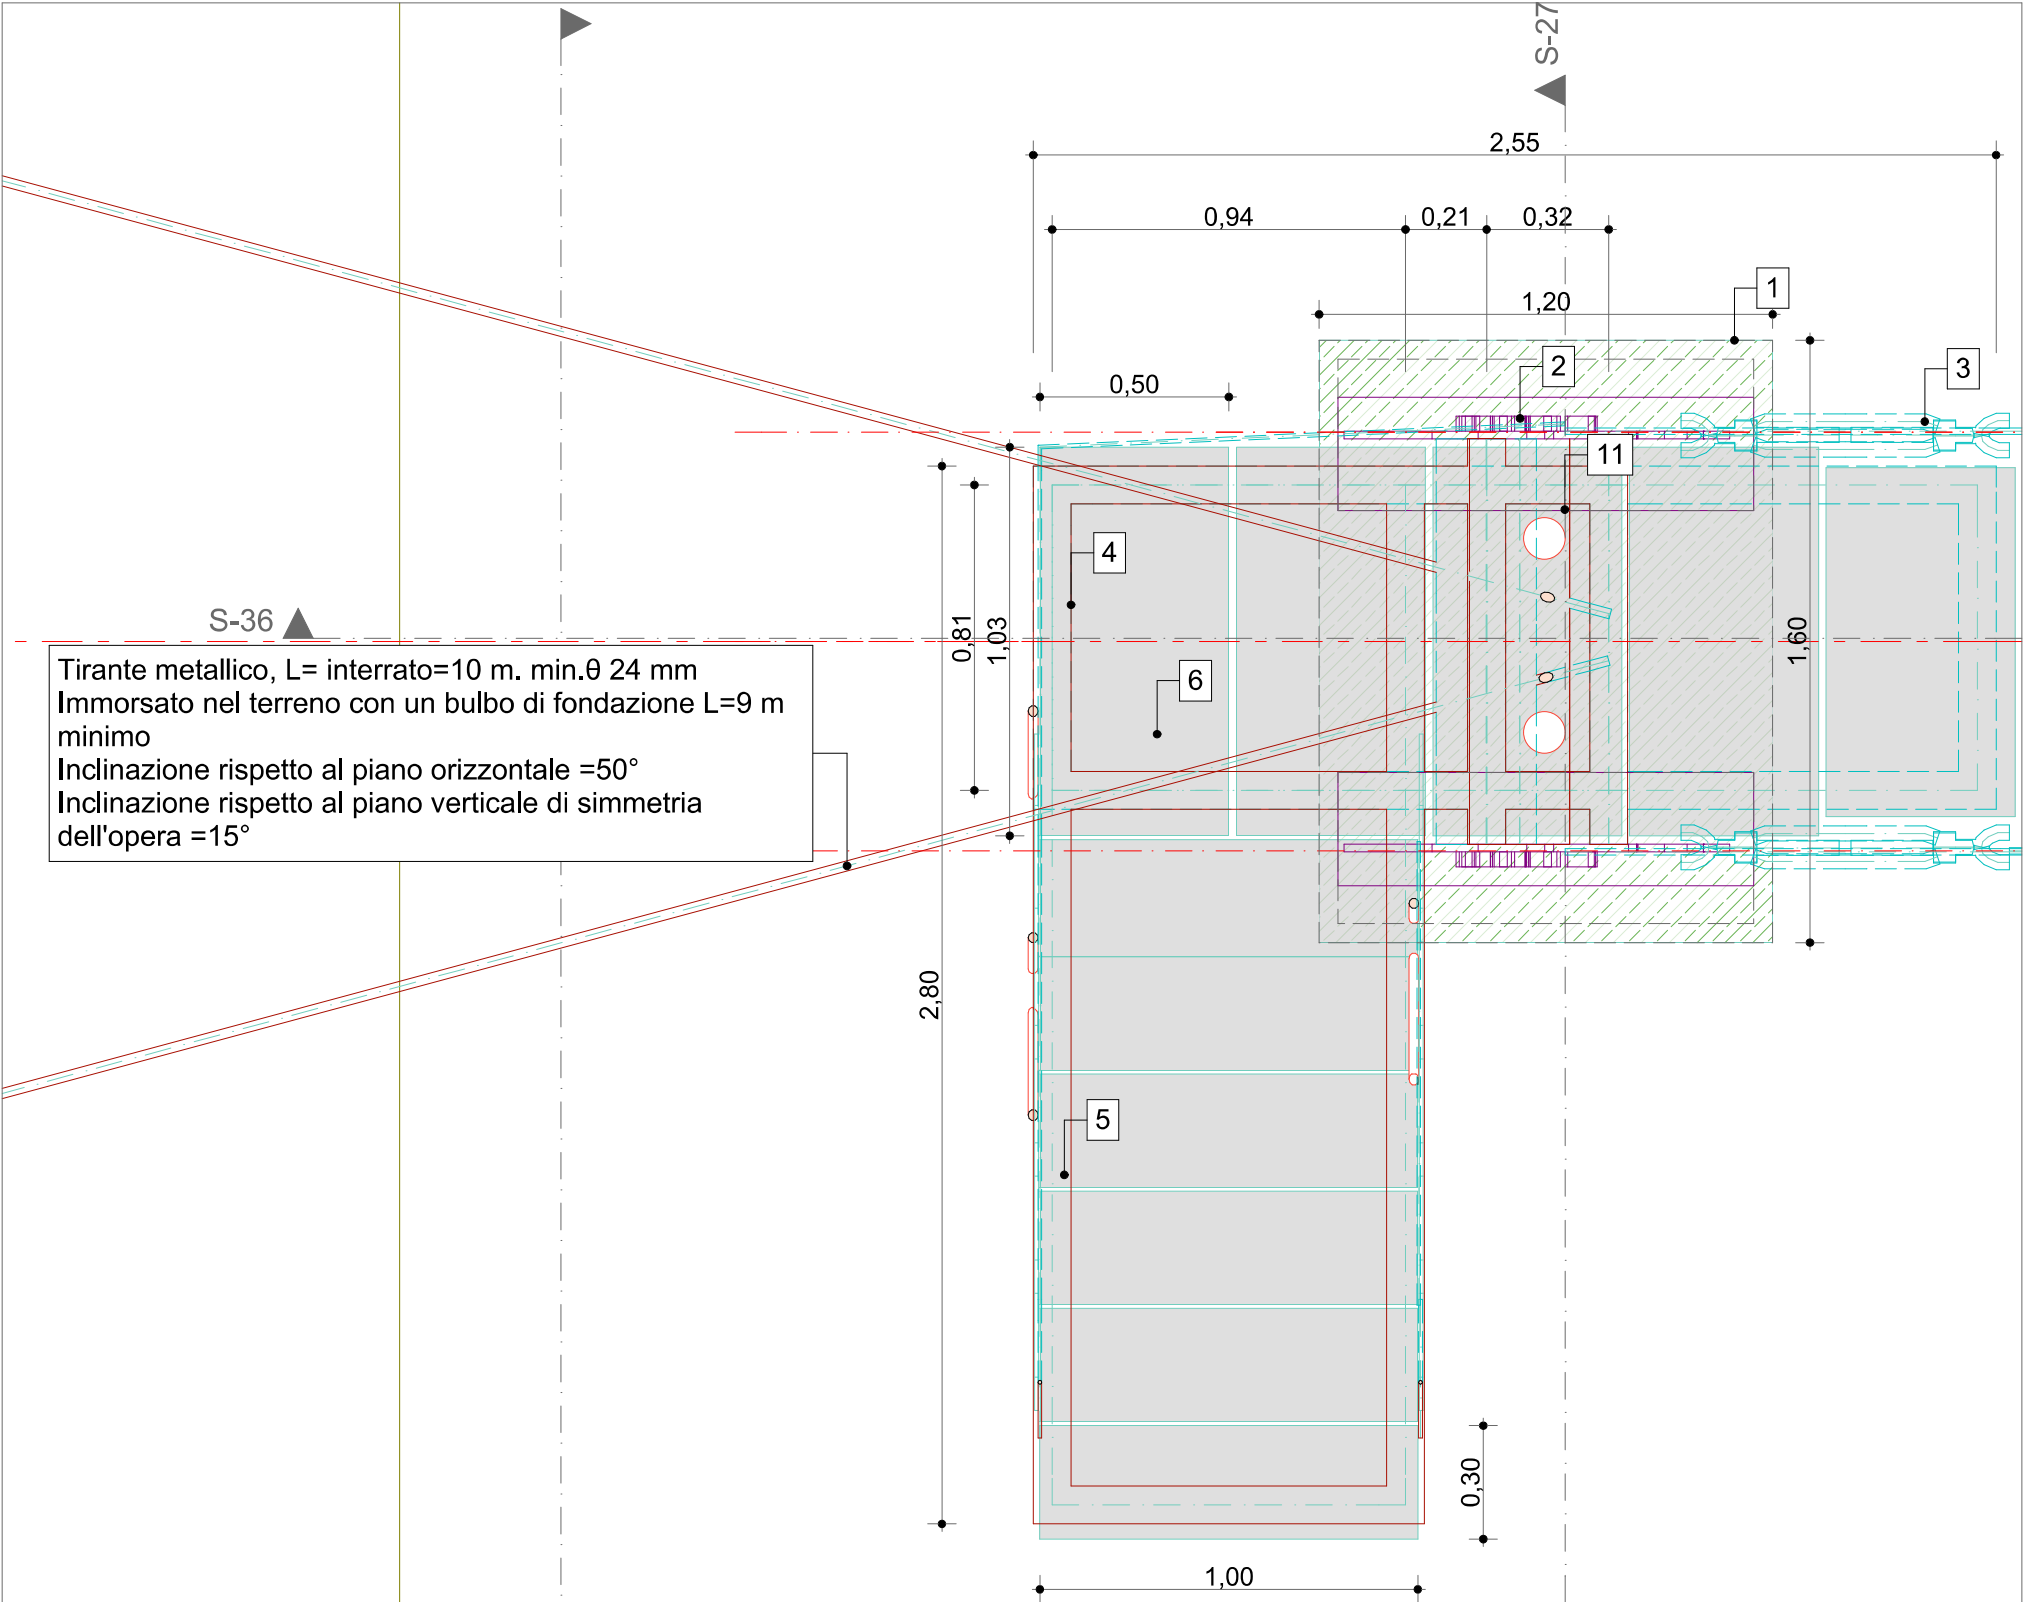 S-27
2,55
0,94
0,21
0,32
1,20
1
0,50
2
3
11
4
S-36
0,81
1,03
1,60
6
Tirante metallico, L= interrato=10 m. min.θ 24 mm
Immorsato nel terreno con un bulbo di fondazione L=9 m
minimo
Inclinazione rispetto al piano orizzontale =50°
Inclinazione rispetto al piano verticale di simmetria
dell'opera =15°
2,80
5
0,30
1,00